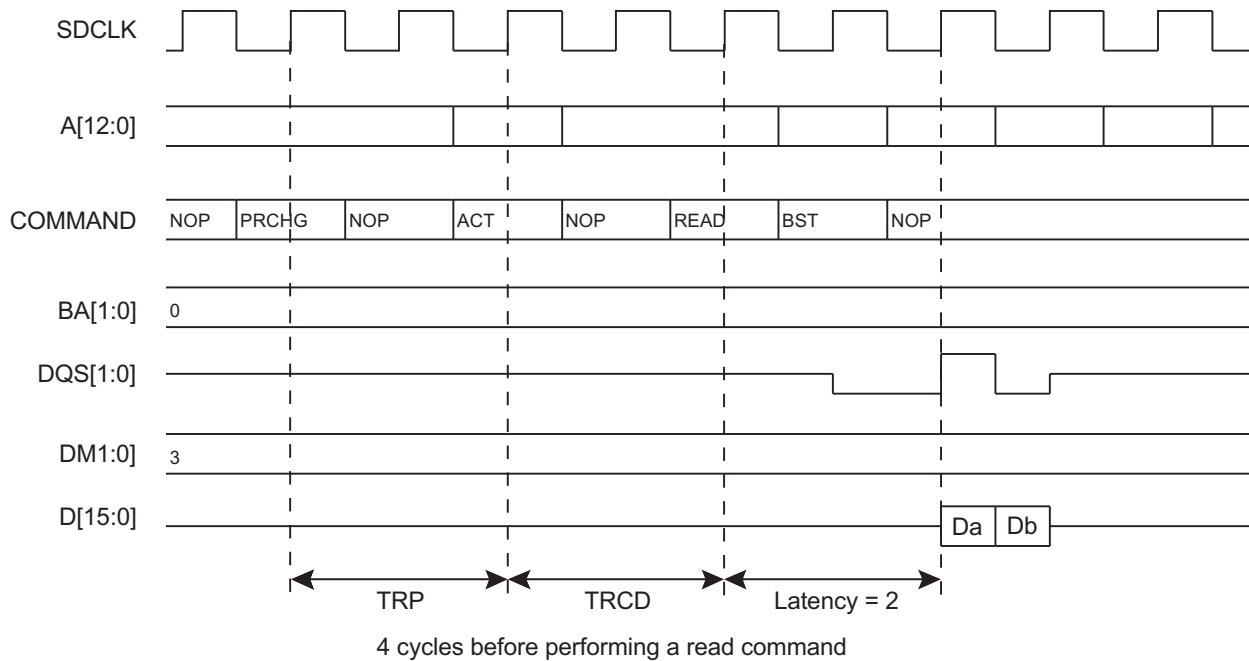 SDCLK
A[12:0]
COMMAND NOP PRCHG NOP ACT NOP READ BST NOP
BA[1:0] 0
DQS[1:0]
DM1:0] 3
D[15:0] Da Db
TRP TRCD Latency = 2
4 cycles before performing a read command